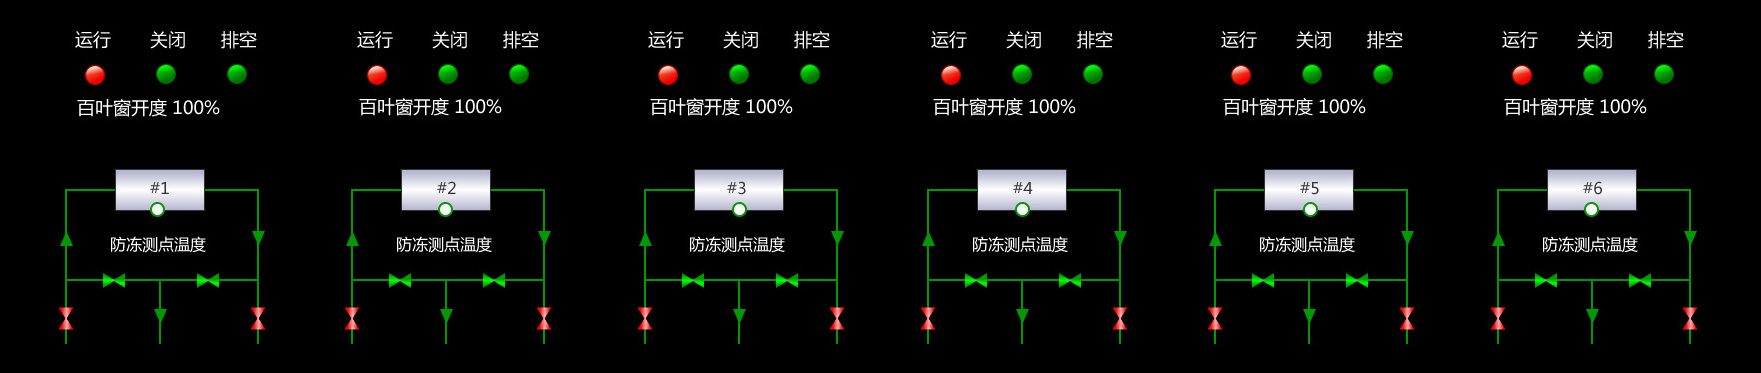 运行 关闭 排空 运行 关闭 排空 运行 关闭 排空 运行 关闭 排空 运行 关闭 排空 运行 关闭 排空
百叶窗开度 100% 百叶窗开度 100% 百叶窗开度 100% 百叶窗开度 100% 百叶窗开度 100% 百叶窗开度 100%
#1 #2 #3 #4 #5 #6
防冻测点温度 防冻测点温度 防冻测点温度 防冻测点温度 防冻测点温度 防冻测点温度